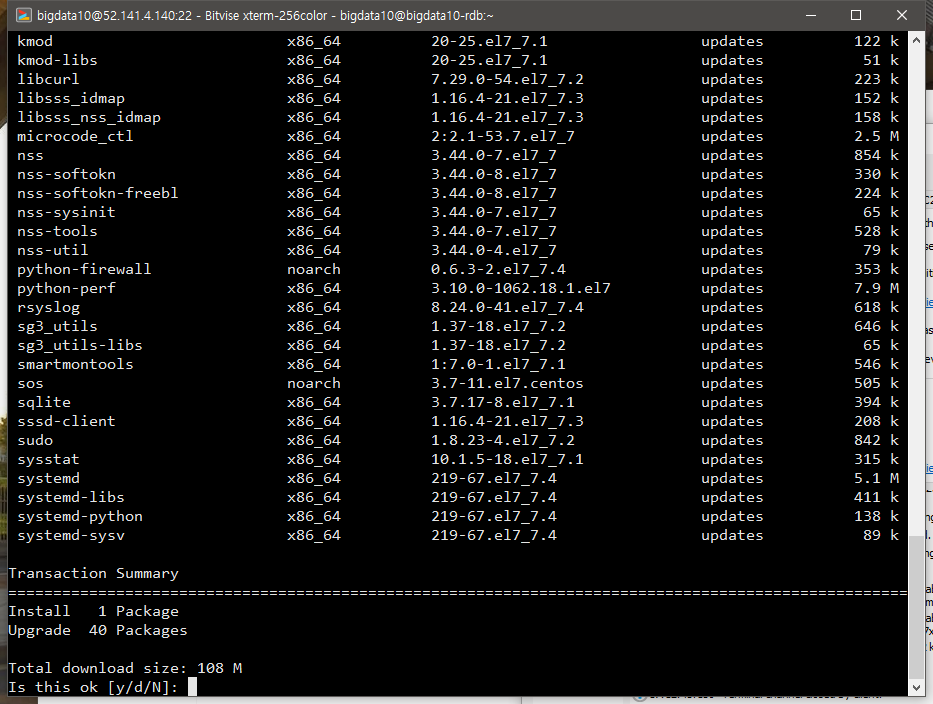 bigdata10@52.141.4.140:22 - Bitvise xterm-256color - bigdata10@bigdata10-rdb:~
kmod x86_64 20-25.el7_7.1 updates 122 k
kmod-libs x86_64 20-25.el7_7.1 updates 51 k
libcurl x86_64 7.29.0-54.el7_7.2 updates 223 k
libsss_idmap x86_64 1.16.4-21.el7_7.3 updates 152 k
libsss_nss_idmap x86_64 1.16.4-21.el7_7.3 updates 158 k
microcode_ctl x86_64 2:2.1-53.7.el7_7 updates 2.5 M
nss x86_64 3.44.0-7.el7_7 updates 854 k
nss-softokn x86_64 3.44.0-8.el7_7 updates 330 k
nss-softokn-freebl x86_64 3.44.0-8.el7_7 updates 224 k
nss-sysinit x86_64 3.44.0-7.el7_7 updates 65 k
nss-tools x86_64 3.44.0-7.el7_7 updates 528 k
nss-util x86_64 3.44.0-4.el7_7 updates 79 k
python-firewall noarch 0.6.3-2.el7_7.4 updates 353 k
python-perf x86_64 3.10.0-1062.18.1.el7 updates 7.9 M
rsyslog x86_64 8.24.0-41.el7_7.4 updates 618 k
sg3_utils x86_64 1.37-18.el7_7.2 updates 646 k
sg3_utils-libs x86_64 1.37-18.el7_7.2 updates 65 k
smartmontools x86_64 1:7.0-1.el7_7.1 updates 546 k
sos noarch 3.7-11.el7.centos updates 505 k
sqlite x86_64 3.7.17-8.el7_7.1 updates 394 k
sssd-client x86_64 1.16.4-21.el7_7.3 updates 208 k
sudo x86_64 1.8.23-4.el7_7.2 updates 842 k
sysstat x86_64 10.1.5-18.el7_7.1 updates 315 k
systemd x86_64 219-67.el7_7.4 updates 5.1 M
systemd-libs x86_64 219-67.el7_7.4 updates 411 k
systemd-python x86_64 219-67.el7_7.4 updates 138 k
systemd-sysv x86_64 219-67.el7_7.4 updates 89 k
Transaction Summary
====================================================================================================
Install 1 Package
Upgrade 40 Packages
Total download size: 108 M
Is this ok [y/d/N]: